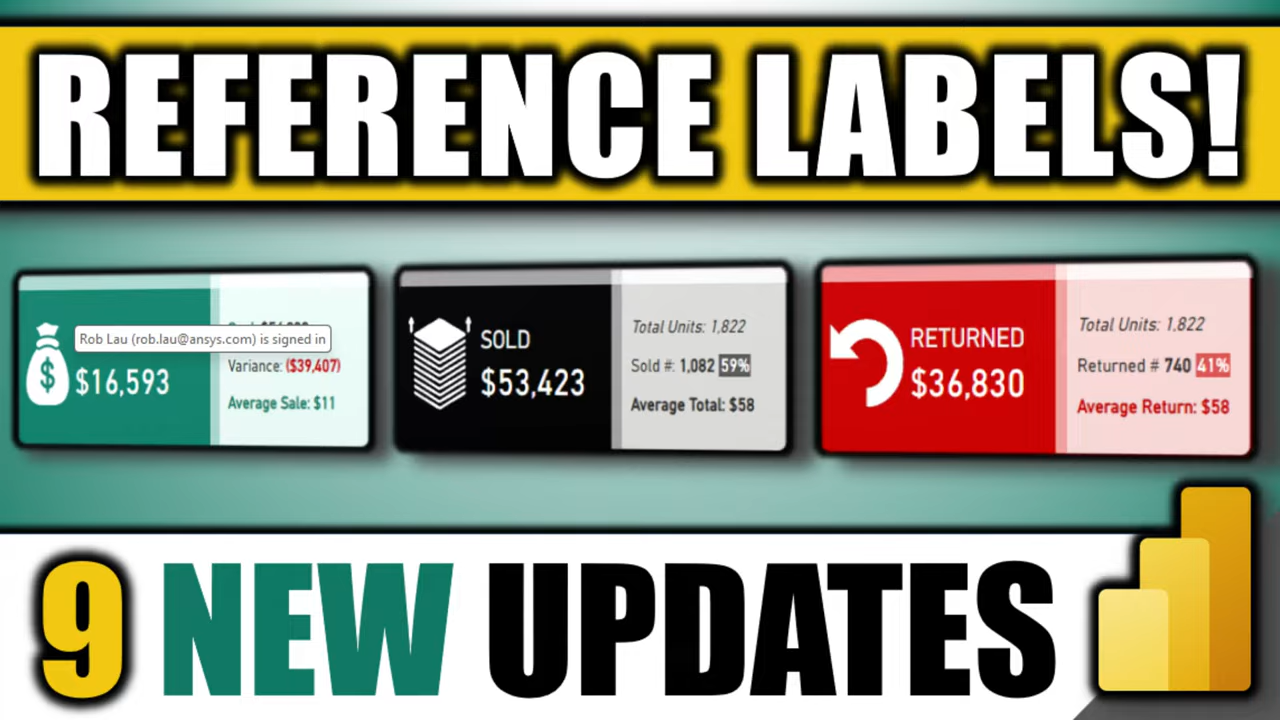 REFERENCE LABELS!
Rob Lau (rob.lau@ansys.com) is signed in
$16,593
Variance: ($39,407)
Average Sale: $11
SOLD
$53,423
Total Units: 1,822
Sold #: 1,082 59%
Average Total: $58
RETURNED
$36,830
Total Units: 1,822
Returned # 740 41%
Average Return: $58
9 NEW UPDATES